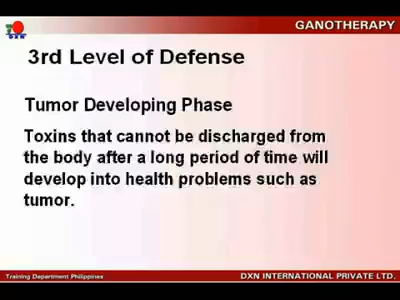 DXN
GANOTHERAPY
3rd Level of Defense
Tumor Developing Phase
Toxins that cannot be discharged from
the body after a long period of time will
develop into health problems such as
tumor.
Training Department Philippines
DXN INTERNATIONAL PRIVATE LTD.